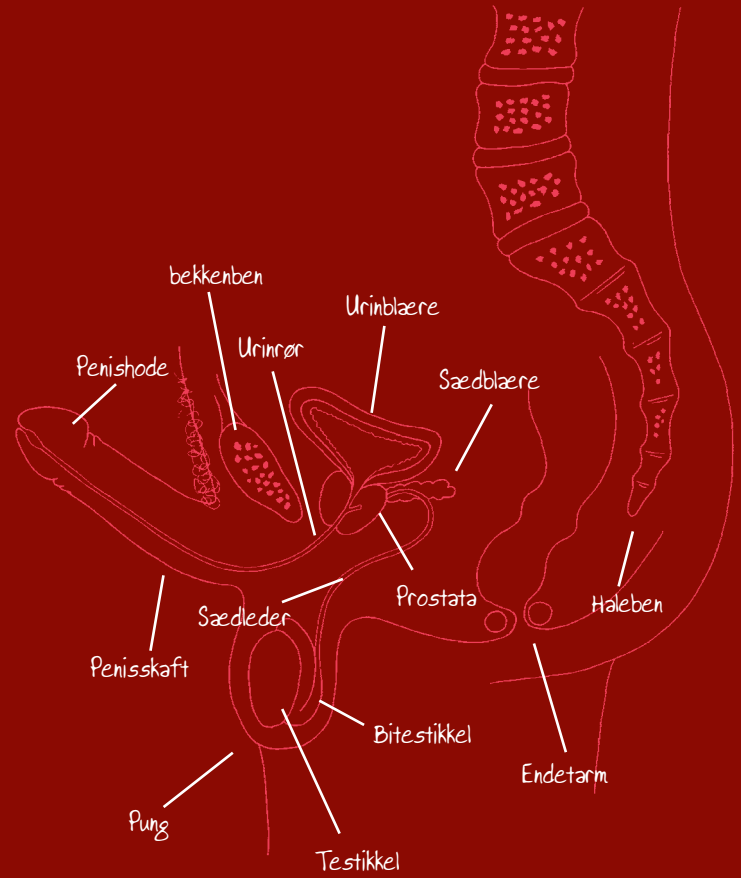 bekkenben
Urinblære
Urinrør
Penishode
Sædblære
Prostata
Haleben
Sædleder
Penisskaft
Bitestikkel
Endetarm
Pung
Testikkel